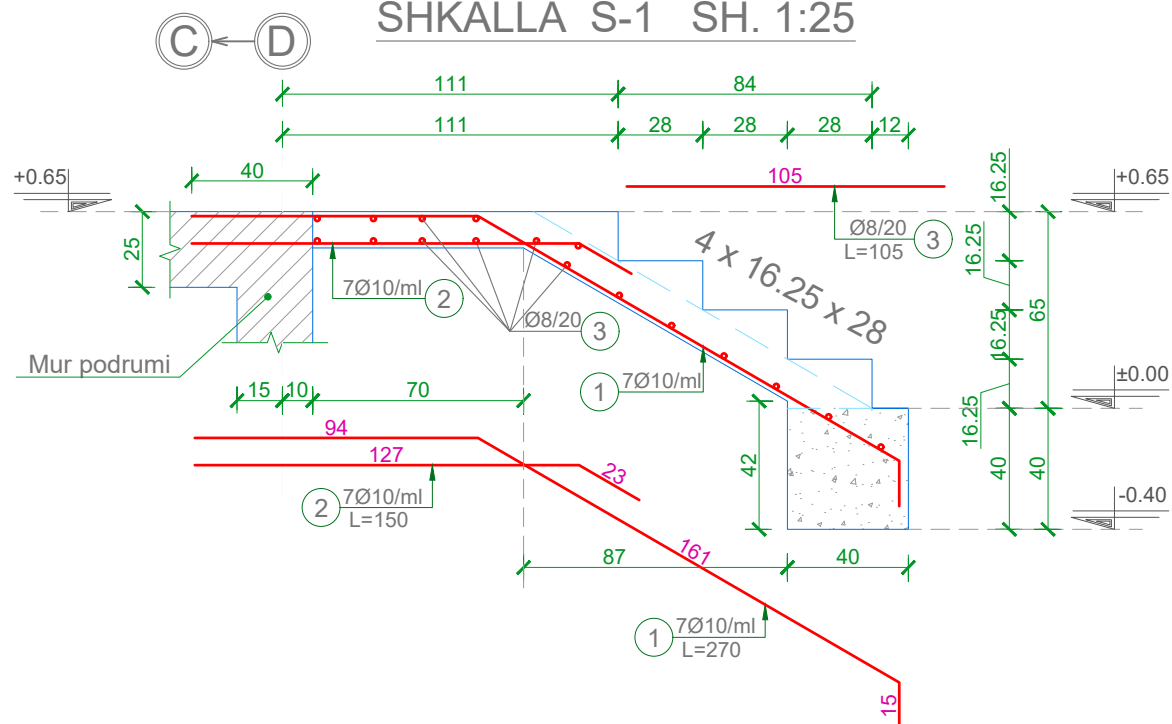 SHKALLA S-1 SH. 1:25
C D
111 84
111 28 28 28 12
40
+0.65
105
16.25
+0.65
25
Ø8/20 3
L=105
16.25
4 x 16.25 x 28
7Ø10/ml 2
Ø8/20 3
65
16.25
Mur podrumi
7Ø10/ml
1
±0.00
15 10 70
16.25
94
127
23
42
40 40
7Ø10/ml
2
L=150
-0.40
161
87 40
7Ø10/ml
1
L=270
15